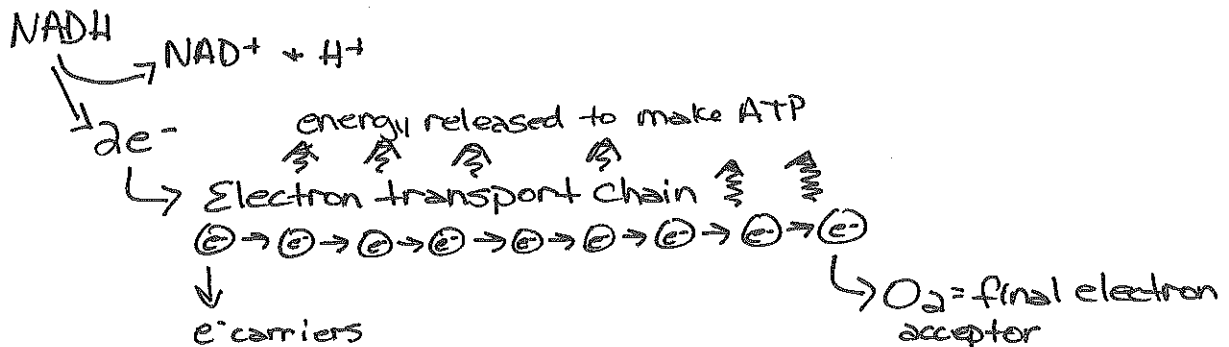 NADH
NAD+ + H+
2e-
energy released to make ATP
Electron transport chain
e- → e- → e- → e- → e- → e- → e- → e- → e-
e- carriers
O2 = final electron
acceptor